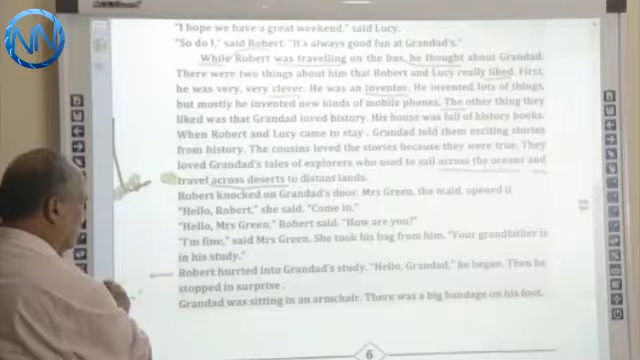 NN
"I hope we have a great weekend," said Lucy.
"So do I," said Robert. "It's always good fun at Grandad's."
While Robert was travelling on the bus, he thought about Grandad.
There were two things about him that Robert and Lucy really liked. First,
he was very, very clever. He was an inventor. He invented lots of things,
but mostly he invented new kinds of mobile phones. The other thing they
liked was that Grandad loved history. His house was full of history books.
When Robert and Lucy came to stay , Grandad told them exciting stories
from history. The cousins loved the stories because they were true. They
loved Grandad's tales of explorers who used to sail across the oceans and
travel across deserts to distant lands.
Robert knocked on Grandad's door. Mrs Green, the maid, opened it
"Hello, Robert," she said. "Come in."
"Hello, Mrs Green," Robert said. "How are you?"
"I'm fine," said Mrs Green. She took his bag from him. "Your grandfather is
in his study."
Robert hurried into Grandad's study. "Hello, Grandad," he began. Then he
stopped in surprise .
Grandad was sitting in an armchair. There was a big bandage on his foot.
6